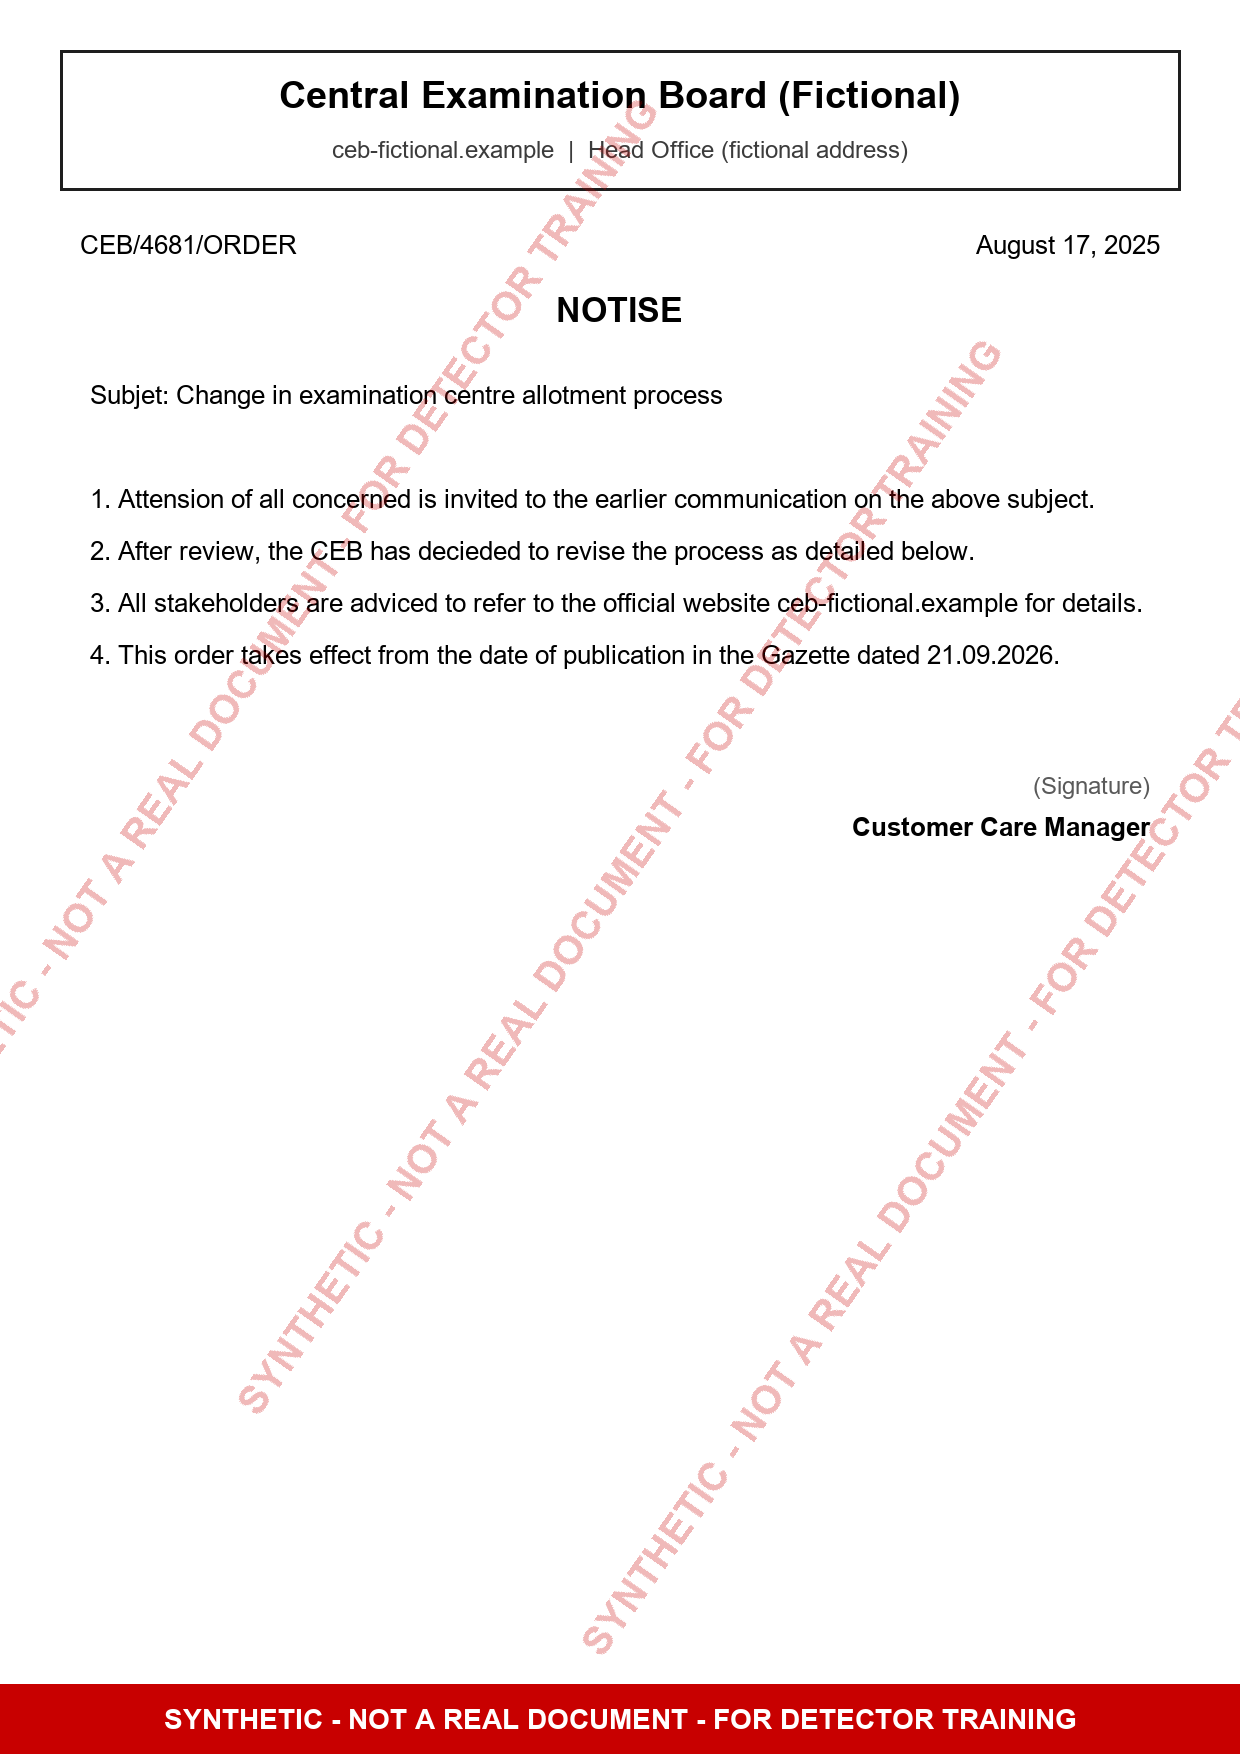 Central Examination Board (Fictional)
ceb-fictional.example | Head Office (fictional address)
CEB/4681/ORDER August 17, 2025
NOTISE
Subjet: Change in examination centre allotment process
1. Attension of all concerned is invited to the earlier communication on the above subject.
2. After review, the CEB has decieded to revise the process as detailed below.
3. All stakeholders are adviced to refer to the official website ceb-fictional.example for details.
4. This order takes effect from the date of publication in the Gazette dated 21.09.2026.
(Signature)
Customer Care Manager
ETIC - NOT A REAL DOCUMENT - FOR DETECTOR TRAINING
SYNTHETIC - NOT A REAL DOCUMENT - FOR DETECTOR TRAINING
SYNTHETIC - NOT A REAL DOCUMENT - FOR DETECTOR TR
SYNTHETIC - NOT A REAL DOCUMENT - FOR DETECTOR TRAINING